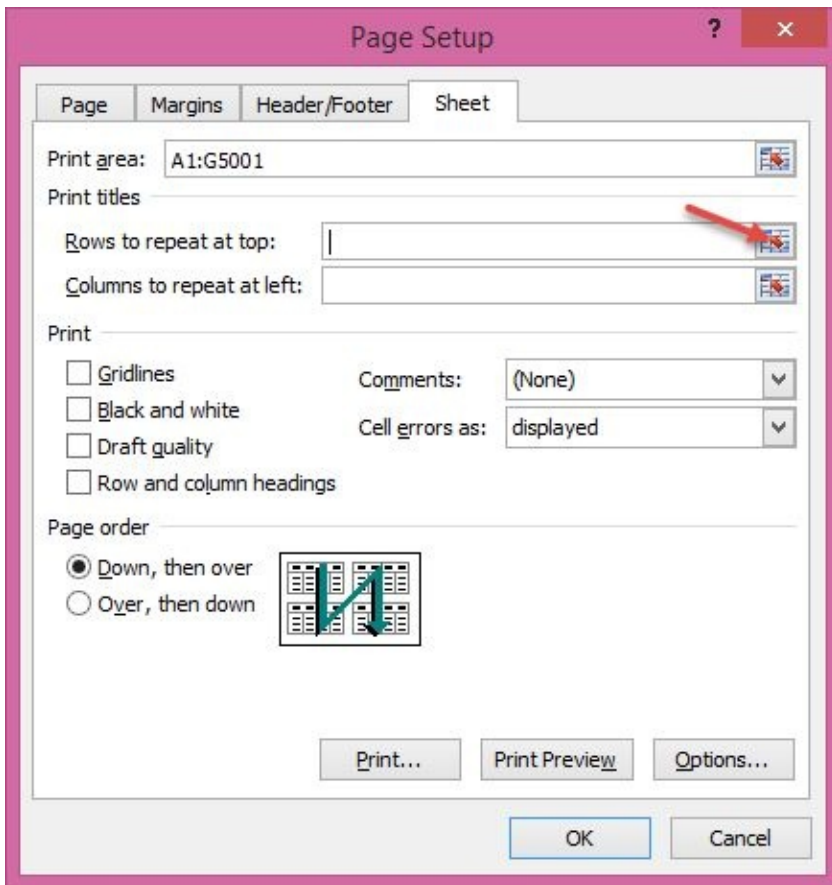 Page Setup
?
×
Page Margins Header/Footer Sheet
Print area: A1:G5001
Print titles
Rows to repeat at top:
Columns to repeat at left:
Print
Gridlines Comments: (None)
Black and white
Cell errors as: displayed
Draft quality
Row and column headings
Page order
Down, then over
Over, then down
Print... Print Preview Options...
OK Cancel